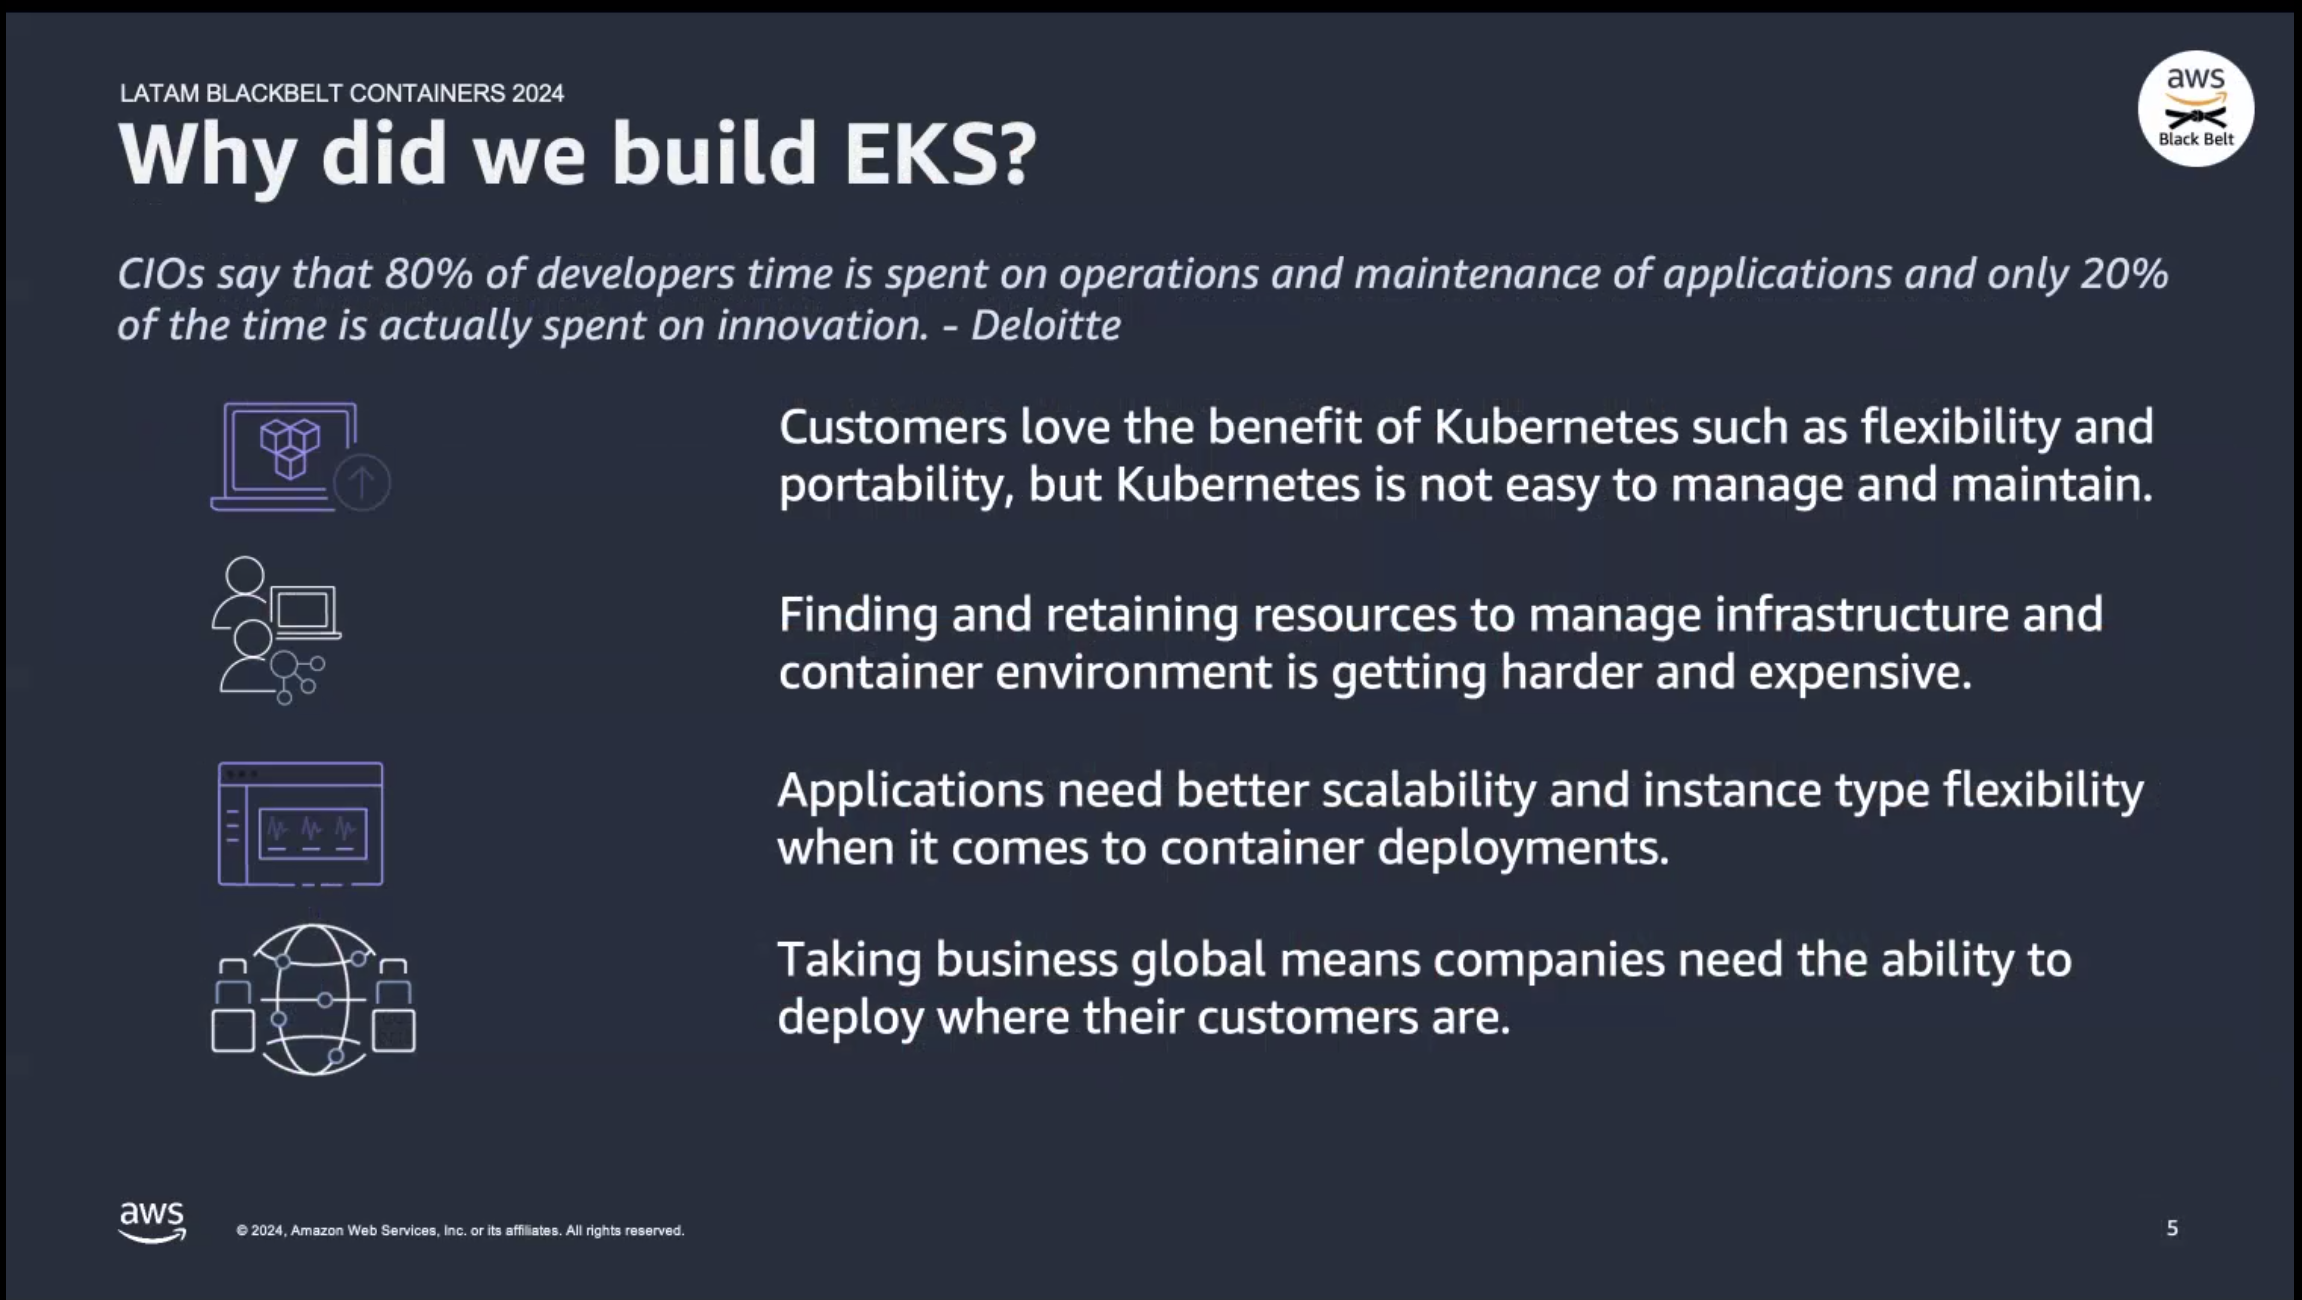 LATAM BLACKBELT CONTAINERS 2024
Why did we build EKS?
aws
Black Belt
CIOs say that 80% of developers time is spent on operations and maintenance of applications and only 20%
of the time is actually spent on innovation. - Deloitte
Customers love the benefit of Kubernetes such as flexibility and
portability, but Kubernetes is not easy to manage and maintain.
Finding and retaining resources to manage infrastructure and
container environment is getting harder and expensive.
Applications need better scalability and instance type flexibility
when it comes to container deployments.
Taking business global means companies need the ability to
deploy where their customers are.
aws
© 2024, Amazon Web Services, Inc. or its affiliates. All rights reserved.
5